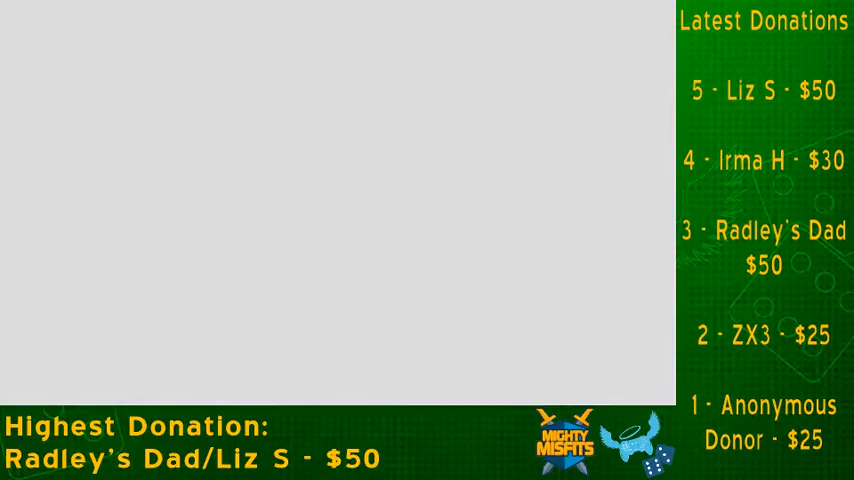 Latest Donations
5 - Liz S - $50
4 - Irma H - $30
3 - Radley's Dad
$50
2 - ZX3 - $25
1 - Anonymous
Donor - $25
Highest Donation:
Radley's Dad/Liz S - $50
MIGHTY
MISFITS